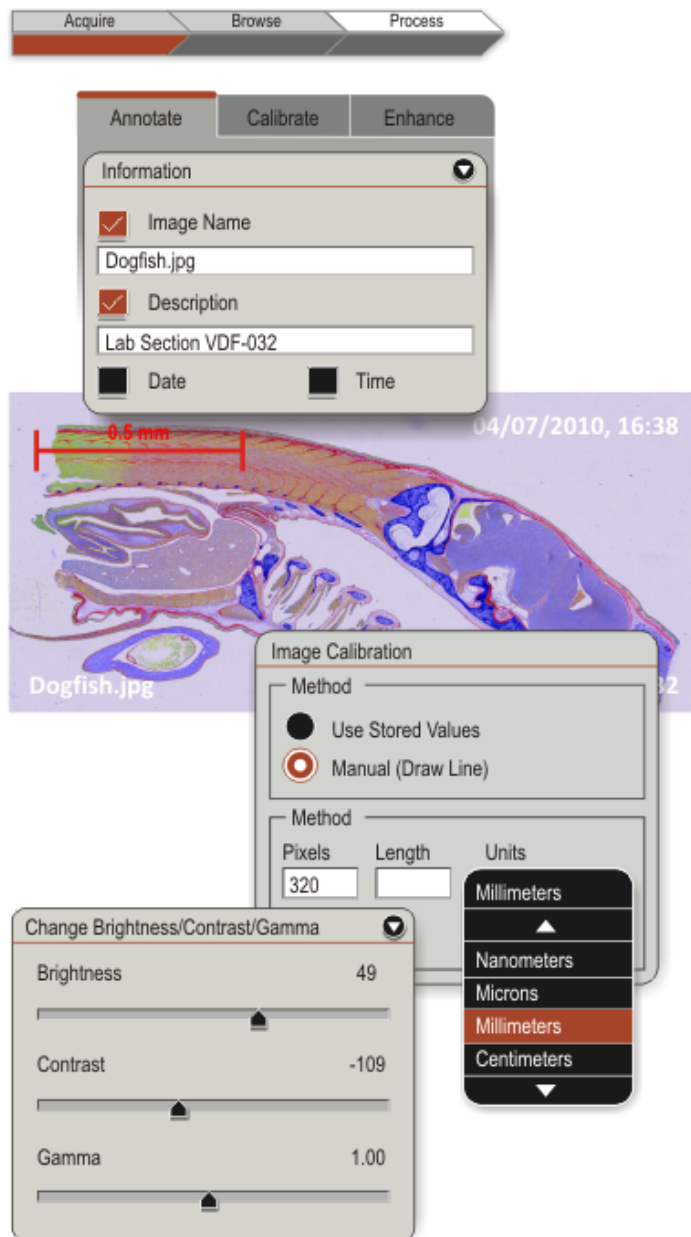 Acquire Browse Process
Annotate Calibrate Enhance
Information
Image Name
Dogfish.jpg
Description
Lab Section VDF-032
Date Time
0.5 mm
04/07/2010, 16:38
Dogfish.jpg
32
Image Calibration
Method
Use Stored Values
Manual (Draw Line)
Method
Pixels Length Units
320
Millimeters
Nanometers
Microns
Millimeters
Centimeters
Change Brightness/Contrast/Gamma
Brightness 49
Contrast -109
Gamma 1.00